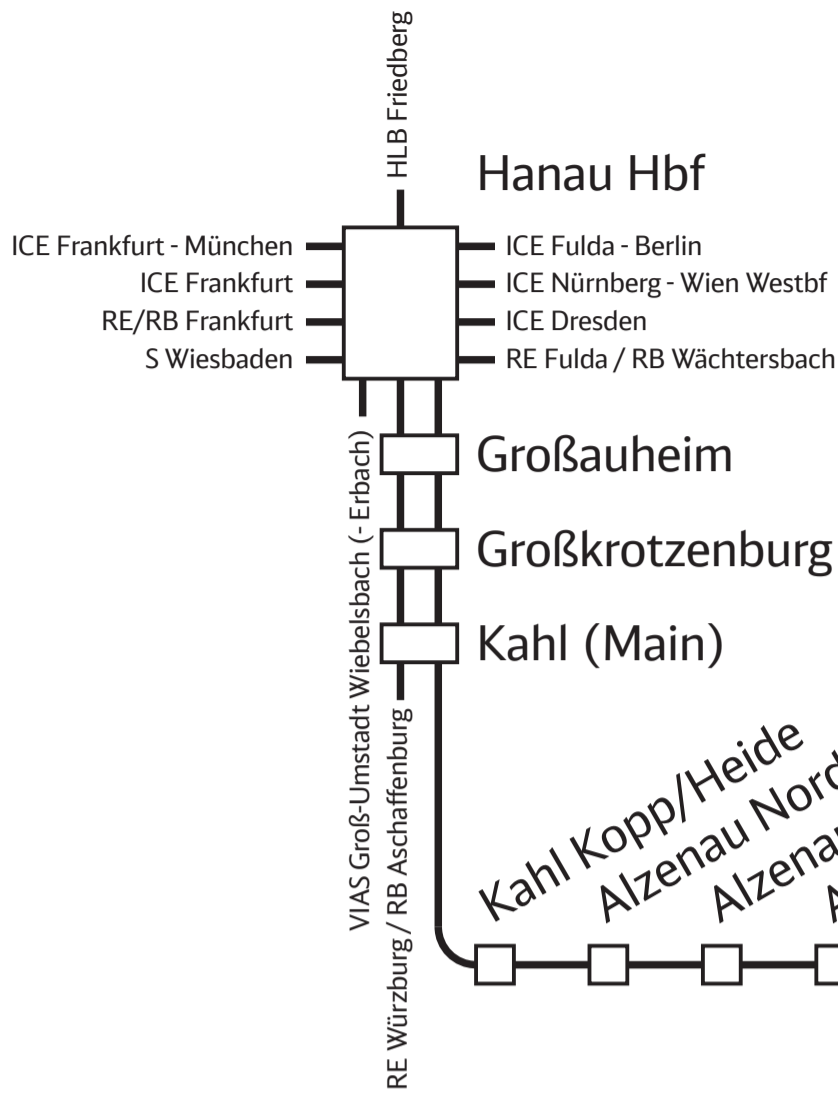 HLB Friedberg
Hanau Hbf
ICE Frankfurt - München
ICE Fulda - Berlin
ICE Frankfurt
ICE Nürnberg - Wien Westbf
RE/RB Frankfurt
ICE Dresden
S Wiesbaden
RE Fulda / RB Wächtersbach
Großauheim
Großkrotzenburg
Kahl (Main)
VIAS Groß-Umstadt Wiebelsbach (- Erbach)
RE Würzburg / RB Aschaffenburg
Kahl Kopp/Heide
Alzenau Nord